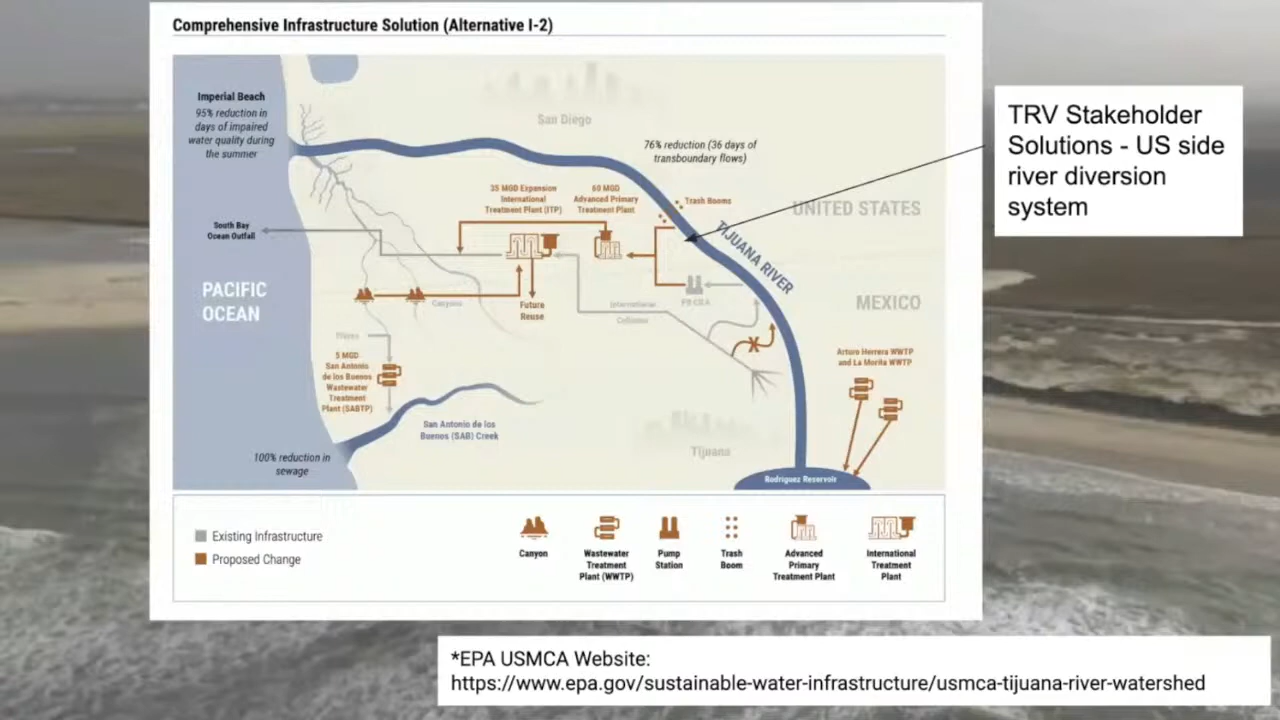 Comprehensive Infrastructure Solution (Alternative I-2)
Imperial Beach
95% reduction in
days of impaired
water quality during
the summer
San Diego
76% reduction (36 days of
transboundary flows)
TRV Stakeholder
Solutions - US side
river diversion
system
35 MGD Expansion
International
Treatment Plant (ITP)
60 MGD
Advanced Primary
Treatment Plant
Trash Booms
UNITED STATES
South Bay
Ocean Outfall
TIJUANA RIVER
PACIFIC
OCEAN
Canyons
Future
Reuse
International
Collector
PB CILA
MEXICO
5 MGD
San Antonio
de los Buenos
Wastewater
Treatment
Plant (SABTP)
Arturo Herrera WWTP
and La Morita WWTP
San Antonio de los
Buenos (SAB) Creek
Tijuana
100% reduction in
sewage
Rodriguez Reservoir
Existing Infrastructure
Proposed Change
Canyon
Wastewater
Treatment
Plant (WWTP)
Pump
Station
Trash
Boom
Advanced
Primary
Treatment Plant
International
Treatment
Plant
*EPA USMCA Website:
https://www.epa.gov/sustainable-water-infrastructure/usmca-tijuana-river-watershed